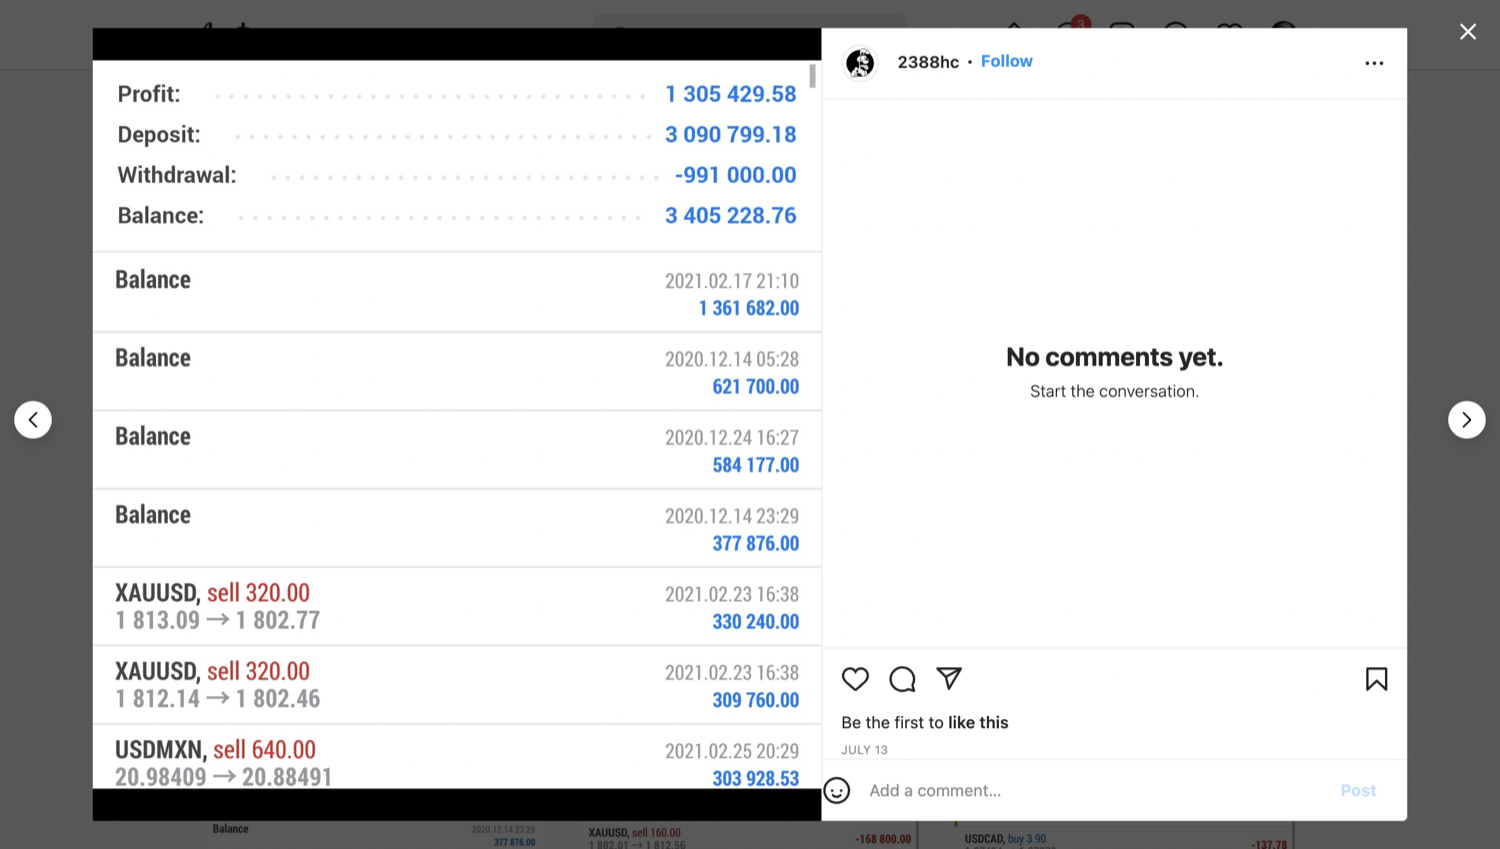 3
2388hc • Follow
Profit: 1 305 429.58
Deposit: 3 090 799.18
Withdrawal: -991 000.00
Balance: 3 405 228.76
Balance 2021.02.17 21:10
1 361 682.00
Balance 2020.12.14 05:28
621 700.00
Balance 2020.12.24 16:27
584 177.00
Balance 2020.12.14 23:29
377 876.00
XAUUSD, sell 320.00 2021.02.23 16:38
1 813.09 → 1 802.77 330 240.00
XAUUSD, sell 320.00 2021.02.23 16:38
1 812.14 → 1 802.46 309 760.00
USDMXN, sell 640.00 2021.02.25 20:29
20.98409 → 20.88491 303 928.53
No comments yet.
Start the conversation.
Be the first to like this
JULY 13
Add a comment... Post
Balance 2020.12.14 23:29
377 876.00
XAUUSD, sell 160.00
1 802.01 → 1 812.56 -168 800.00
USDCAD, buy 3.90
-137.78